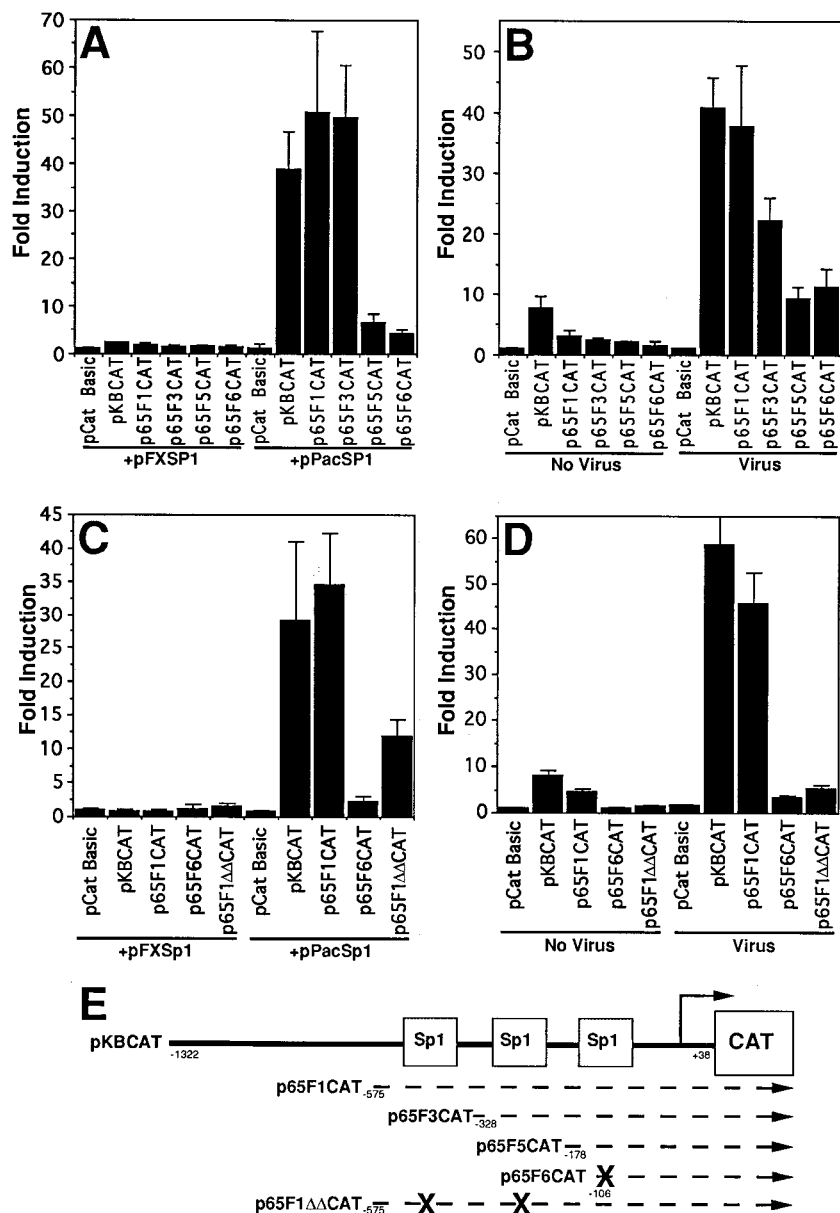 A
Fold Induction
70
60
50
40
30
20
10
0
pCat Basic
pKBCAT
p65F1CAT
p65F3CAT
p65F5CAT
p65F6CAT
pCat Basic
pKBCAT
p65F1CAT
p65F3CAT
p65F5CAT
p65F6CAT
+pFXSP1
+pPacSP1
B
Fold Induction
50
40
30
20
10
0
pCat Basic
pKBCAT
p65F1CAT
p65F3CAT
p65F5CAT
p65F6CAT
pCat Basic
pKBCAT
p65F1CAT
p65F3CAT
p65F5CAT
p65F6CAT
No Virus
Virus
C
Fold Induction
45
40
35
30
25
20
15
10
5
0
pCat Basic
pKBCAT
p65F1CAT
p65F6CAT
p65F1ΔΔCAT
pCat Basic
pKBCAT
p65F1CAT
p65F6CAT
p65F1ΔΔCAT
+pFXSp1
+pPacSp1
D
Fold Induction
60
50
40
30
20
10
0
pCat Basic
pKBCAT
p65F1CAT
p65F6CAT
p65F1ΔΔCAT
pCat Basic
pKBCAT
p65F1CAT
p65F6CAT
p65F1ΔΔCAT
No Virus
Virus
E
pKBCAT -1322 Sp1 Sp1 Sp1 +38 CAT
p65F1CAT -575
p65F3CAT -328
p65F5CAT -178
p65F6CAT X -106
p65F1ΔΔCAT -575 X X